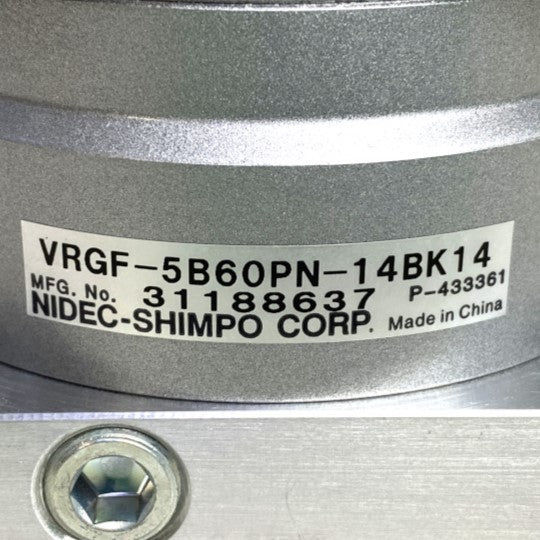 VRGF-5B60PN-14BK14
MFG. No. 31188637 P-433361
NIDEC-SHIMPO CORP. Made in China